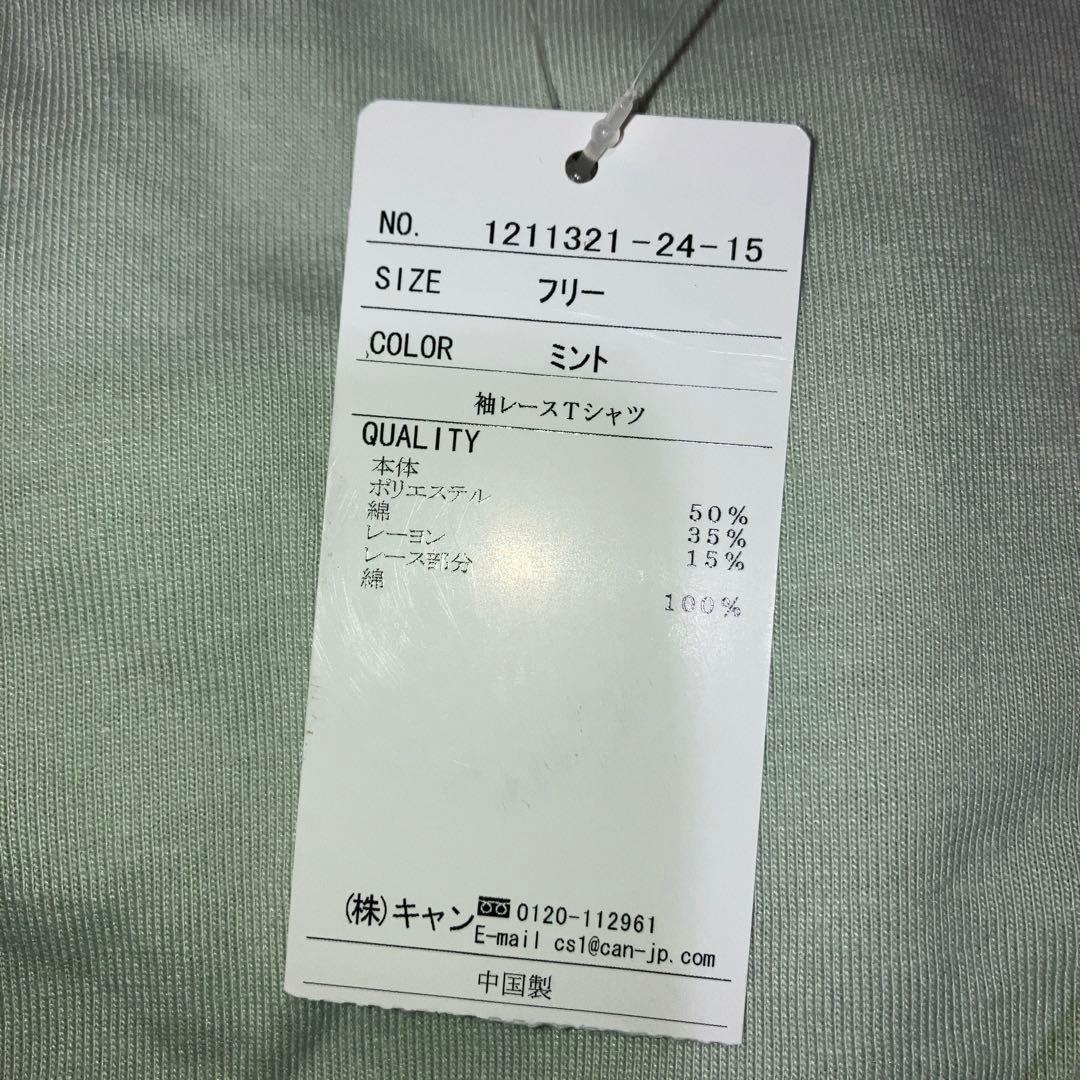 NO. 1211321-24-15
SIZE フリー
COLOR ミント
袖レースTシャツ
QUALITY
本体
ポリエステル 50%
綿 35%
レーヨン 15%
レース部分
綿 100%
(株)キャン 0120-112961
E-mail cs1@can-jp.com
中国製